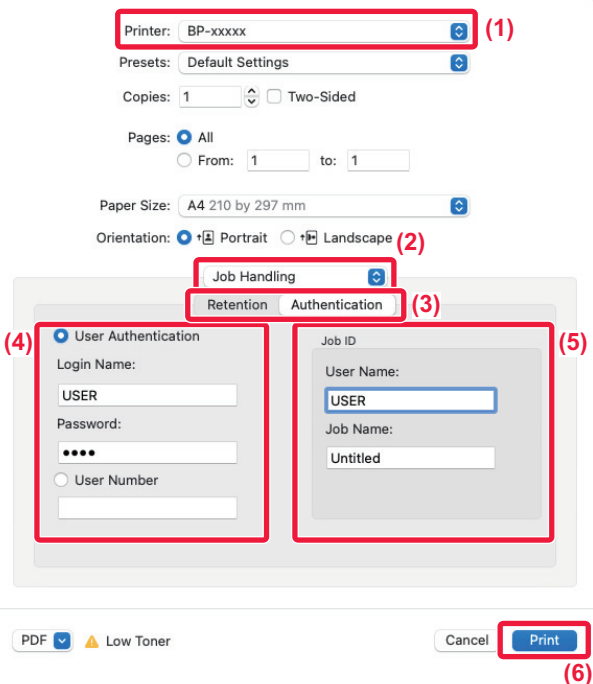 Printer: BP-xxxxx (1)
Presets: Default Settings
Copies: 1 Two-Sided
Pages: All
From: 1 to: 1
Paper Size: A4 210 by 297 mm
Orientation: Portrait Landscape (2)
Job Handling
Retention Authentication (3)
(4)
User Authentication
Login Name:
USER
Password:
••••
User Number
Job ID (5)
User Name:
USER
Job Name:
Untitled
PDF Low Toner Cancel Print
(6)